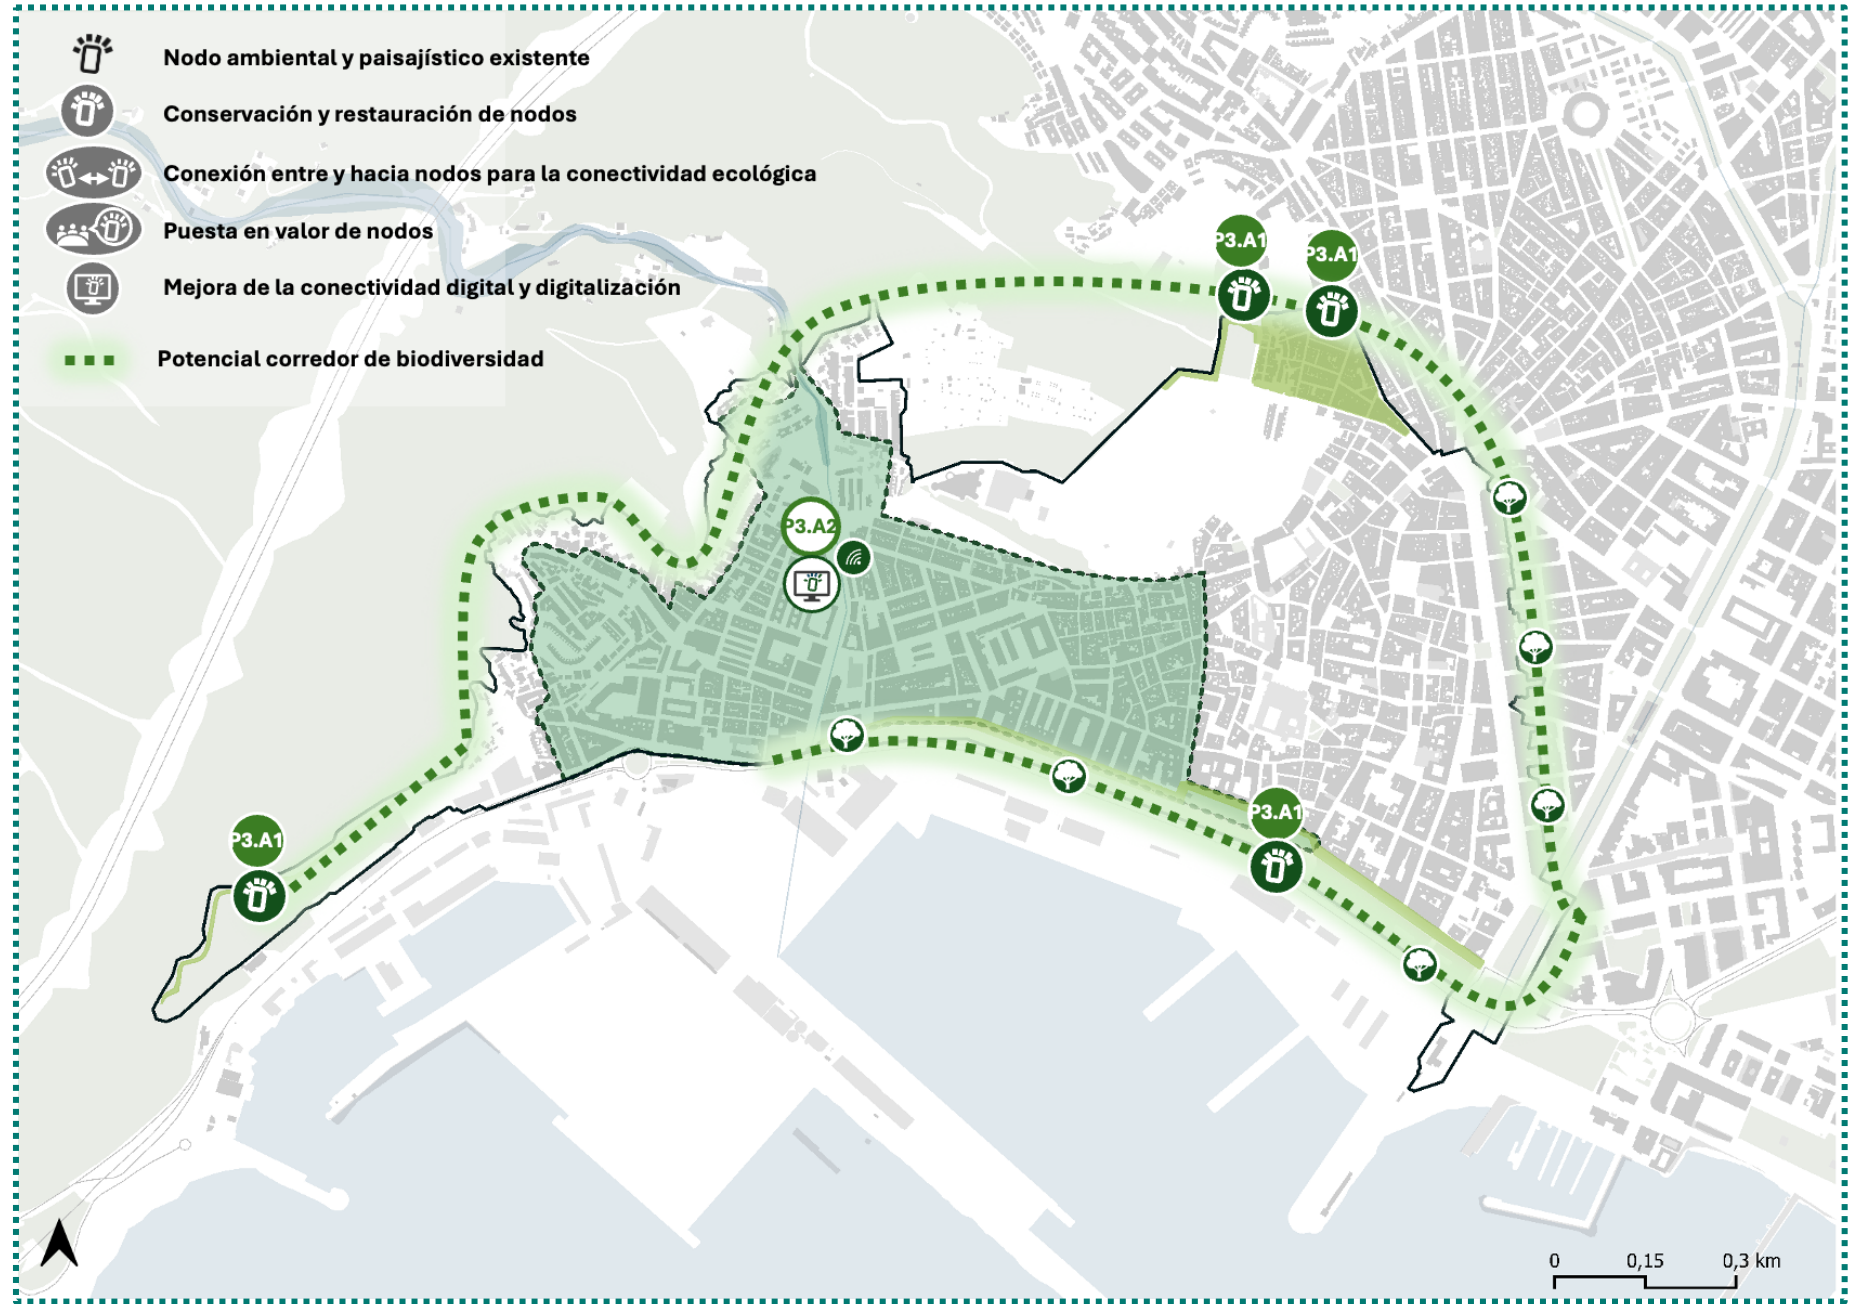 Nodo ambiental y paisajístico existente
Conservación y restauración de nodos
Conexión entre y hacia nodos para la conectividad ecológica
Puesta en valor de nodos
Mejora de la conectividad digital y digitalización
Potencial corredor de biodiversidad
P3.A1
P3.A1
P3.A2
P3.A1
P3.A1
0 0,15 0,3 km